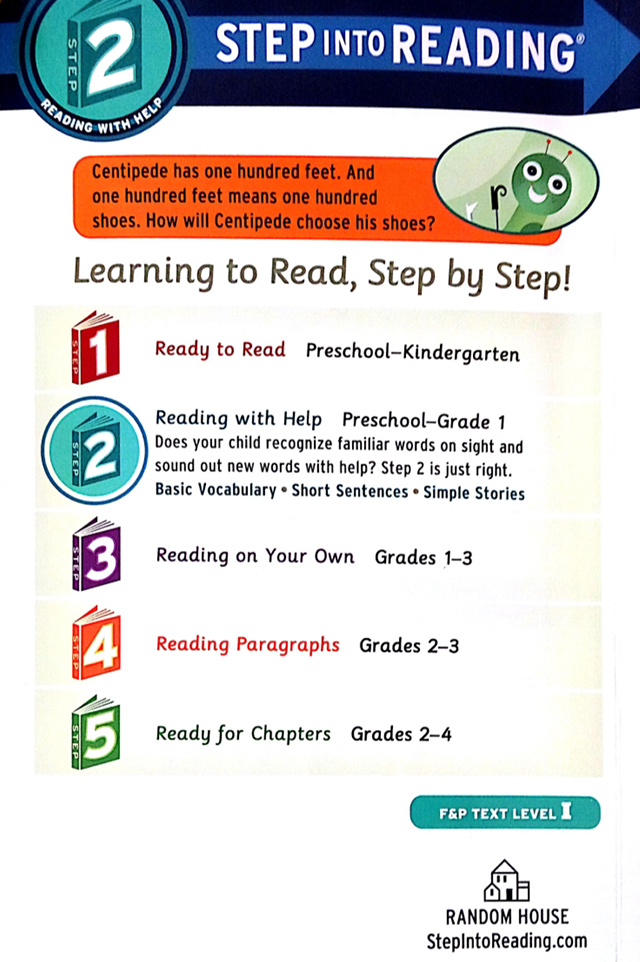 STEP 2
READING WITH HELP
STEP INTO READING®
Centipede has one hundred feet. And
one hundred feet means one hundred
shoes. How will Centipede choose his shoes?
r
Learning to Read, Step by Step!
STEP 1
Ready to Read Preschool–Kindergarten
STEP 2
Reading with Help Preschool–Grade 1
Does your child recognize familiar words on sight and
sound out new words with help? Step 2 is just right.
Basic Vocabulary • Short Sentences • Simple Stories
STEP 3
Reading on Your Own Grades 1–3
STEP 4
Reading Paragraphs Grades 2–3
STEP 5
Ready for Chapters Grades 2–4
F&P TEXT LEVEL I
RANDOM HOUSE
StepIntoReading.com